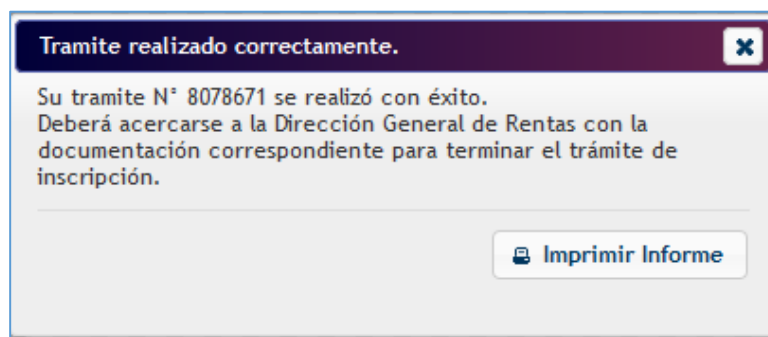 Tramite realizado correctamente.
Su tramite N° 8078671 se realizó con éxito.
Deberá acercarse a la Dirección General de Rentas con la
documentación correspondiente para terminar el trámite de
inscripción.
Imprimir Informe